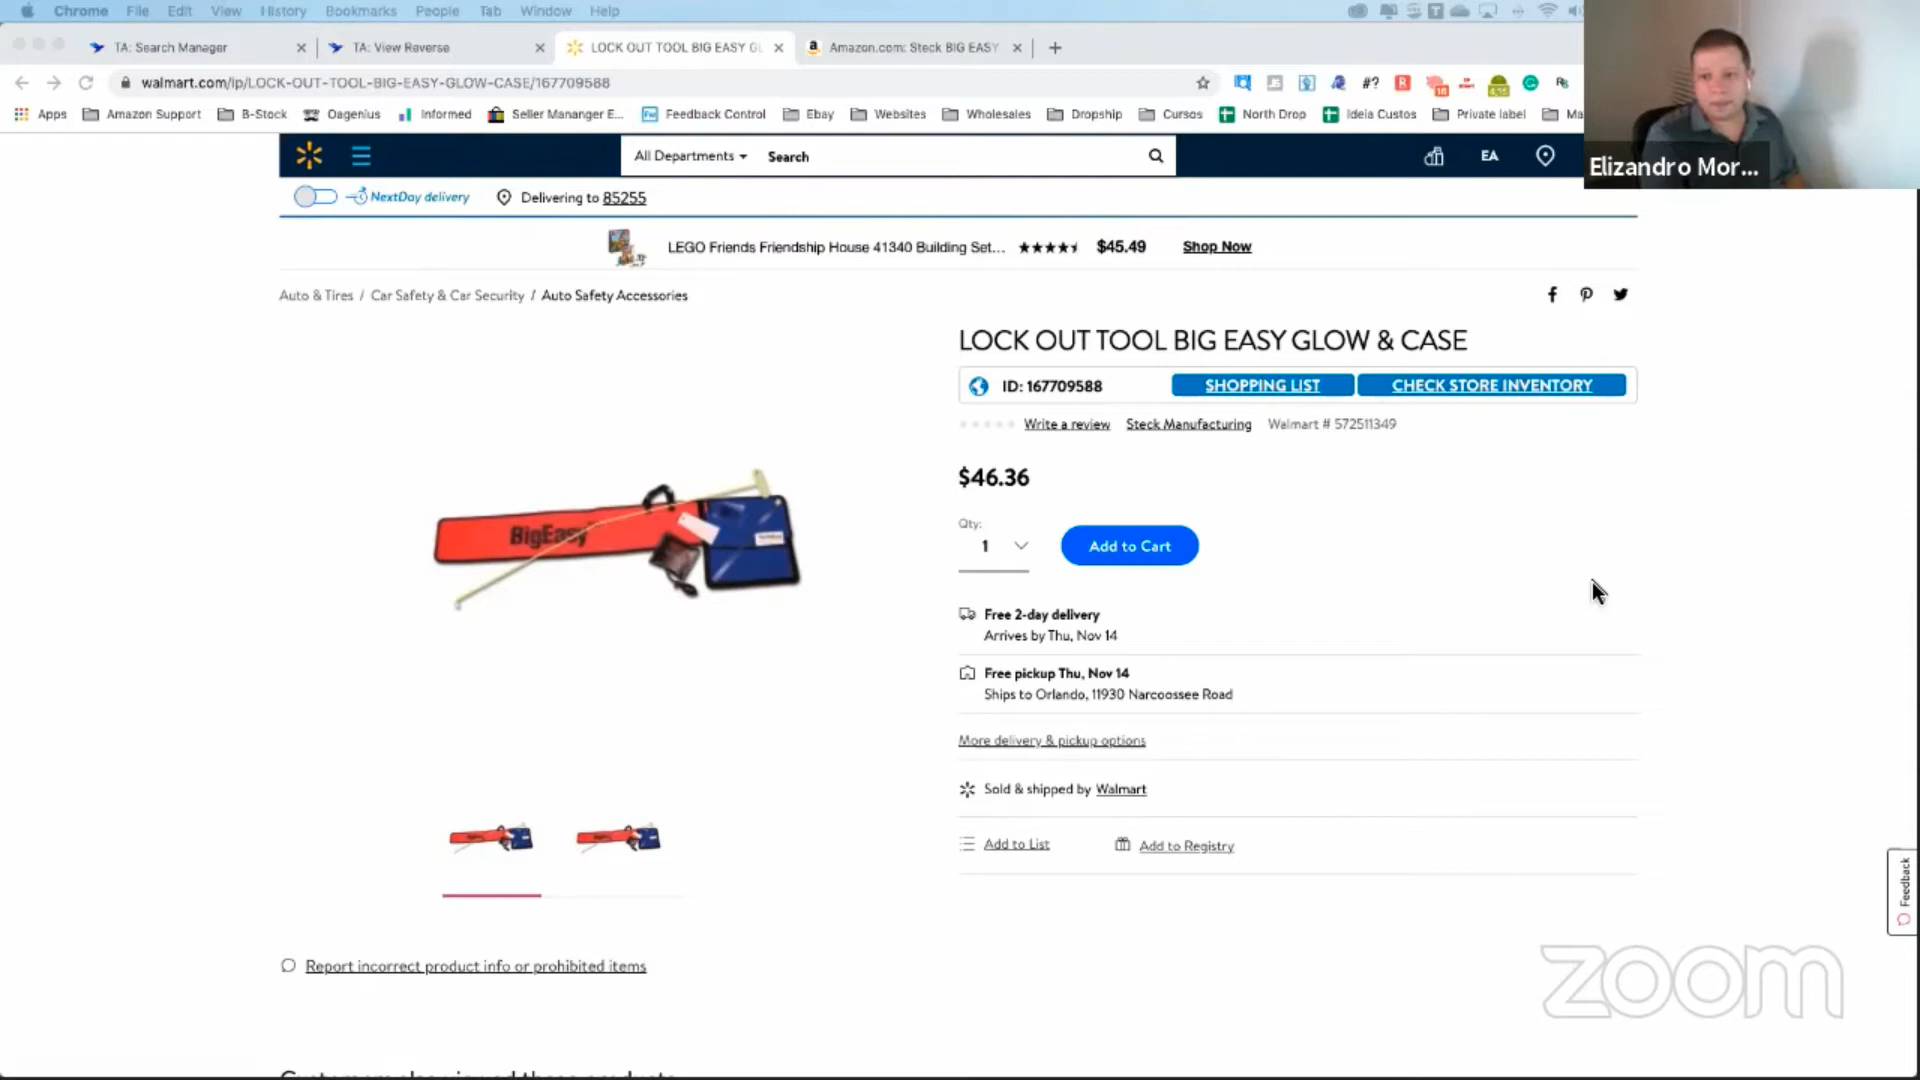 Chrome File Edit View History Bookmarks People Tab Window Help
TA: Search Manager
TA: View Reverse
LOCK OUT TOOL BIG EASY GL
Amazon.com: Steck BIG EASY
walmart.com/ip/LOCK-OUT-TOOL-BIG-EASY-GLOW-CASE/167709588
Apps Amazon Support B-Stock Oagenius Informed Seller Mananger E... Feedback Control Ebay Websites Wholesales Dropship Cursos North Drop Ideia Custos Private label Ma
Elizandro Mor...
All Departments Search EA
NextDay delivery Delivering to 85255
LEGO Friends Friendship House 41340 Building Set... $45.49 Shop Now
Auto & Tires / Car Safety & Car Security / Auto Safety Accessories
LOCK OUT TOOL BIG EASY GLOW & CASE
ID: 167709588 SHOPPING LIST CHECK STORE INVENTORY
Write a review Steck Manufacturing Walmart # 572511349
$46.36
BigEasy
Qty:
1 Add to Cart
Free 2-day delivery
Arrives by Thu, Nov 14
Free pickup Thu, Nov 14
Ships to Orlando, 11930 Narcoossee Road
More delivery & pickup options
Sold & shipped by Walmart
Add to List Add to Registry
Feedback
Report incorrect product info or prohibited items
zoom
Customers also viewed these products